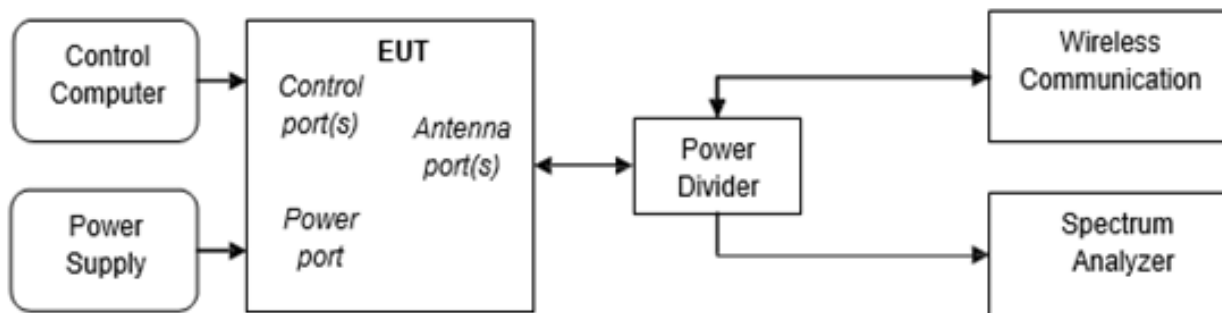 Control
Computer
Power
Supply
EUT
Control
port(s)
Antenna
port(s)
Power
port
Power
Divider
Wireless
Communication
Spectrum
Analyzer